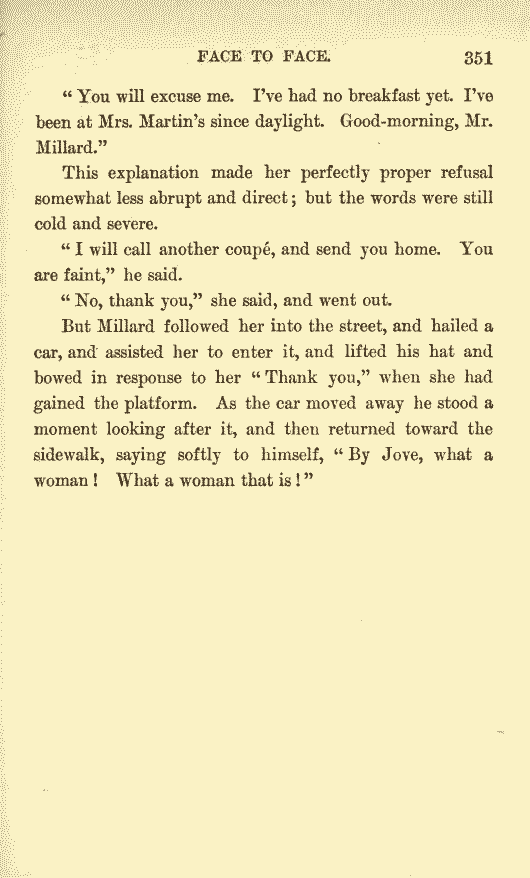 FACE TO FACE. 351
“ You will excuse me. I’ve had no breakfast yet. I’ve
been at Mrs. Martin’s since daylight. Good-morning, Mr.
Millard.”
This explanation made her perfectly proper refusal
somewhat less abrupt and direct; but the words were still
cold and severe.
“ I will call another coupé, and send you home. You
are faint,” he said.
“ No, thank you,” she said, and went out.
But Millard followed her into the street, and hailed a
car, and assisted her to enter it, and lifted his hat and
bowed in response to her “ Thank you,” when she had
gained the platform. As the car moved away he stood a
moment looking after it, and then returned toward the
sidewalk, saying softly to himself, “ By Jove, what a
woman ! What a woman that is ! ”